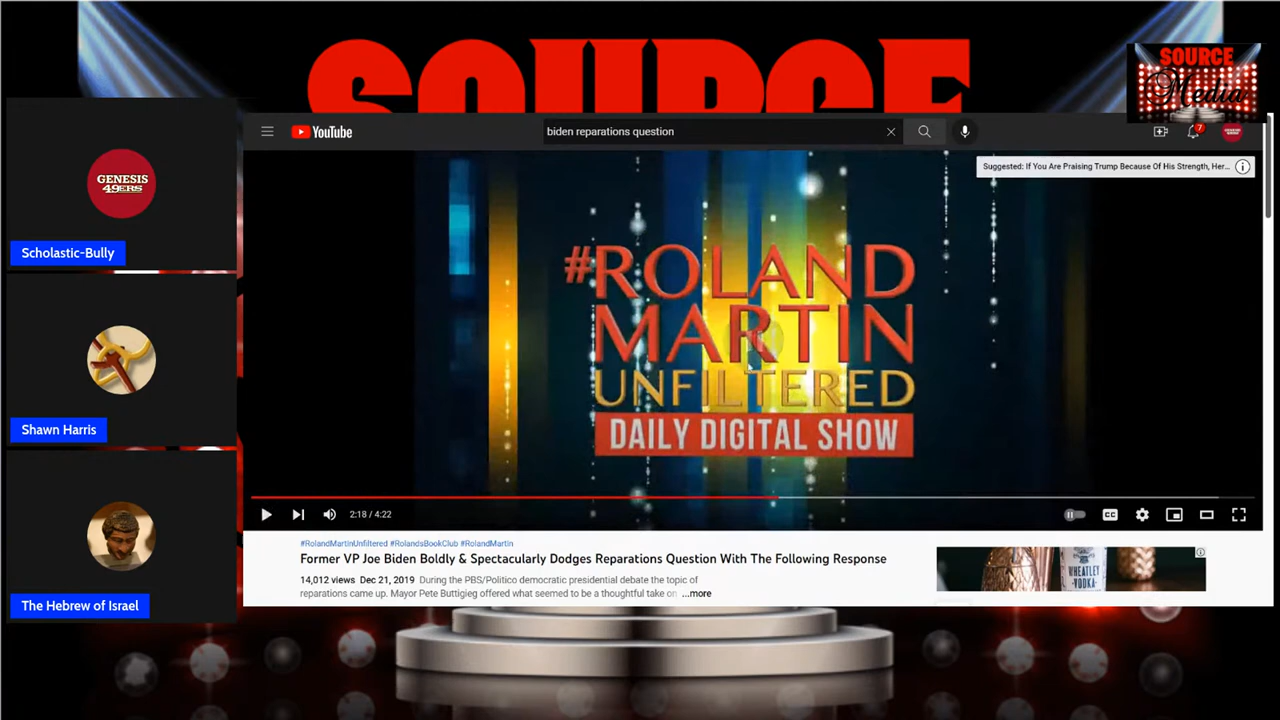 SOURCE
SOURCE
Media
YouTube
biden reparations question
7
Suggested: If You Are Praising Trump Because Of His Strength, Her...
GENESIS
49ERS
Scholastic-Bully
Shawn Harris
The Hebrew of Israel
#ROLAND
MARTIN
UNFILTERED
DAILY DIGITAL SHOW
2:18 / 4:22
CC
#RolandMartinUnfiltered #RolandsBookClub #RolandMartin
Former VP Joe Biden Boldly & Spectacularly Dodges Reparations Question With The Following Response
14,012 views Dec 21, 2019 During the PBS/Politico democratic presidential debate the topic of
reparations came up. Mayor Pete Buttigieg offered what seemed to be a thoughtful take on ...more
WHEATLEY
VODKA